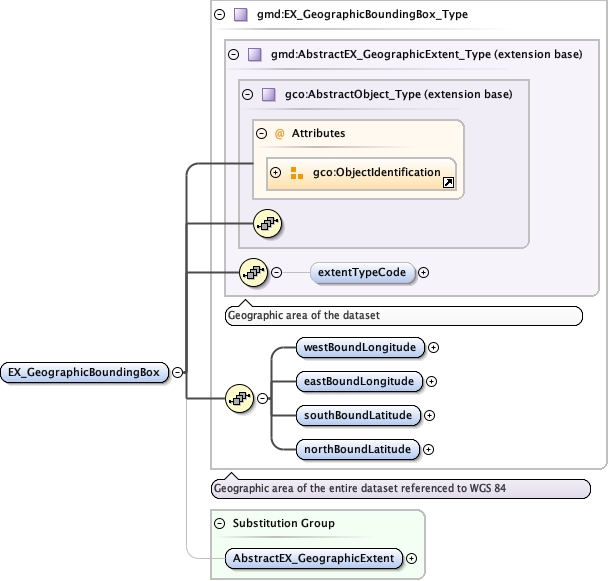 gmd:EX_GeographicBoundingBox_Type
gmd:AbstractEX_GeographicExtent_Type (extension base)
gco:AbstractObject_Type (extension base)
@ Attributes
gco:ObjectIdentification
extentTypeCode
Geographic area of the dataset
westBoundLongitude
EX_GeographicBoundingBox
eastBoundLongitude
southBoundLatitude
northBoundLatitude
Geographic area of the entire dataset referenced to WGS 84
Substitution Group
AbstractEX_GeographicExtent